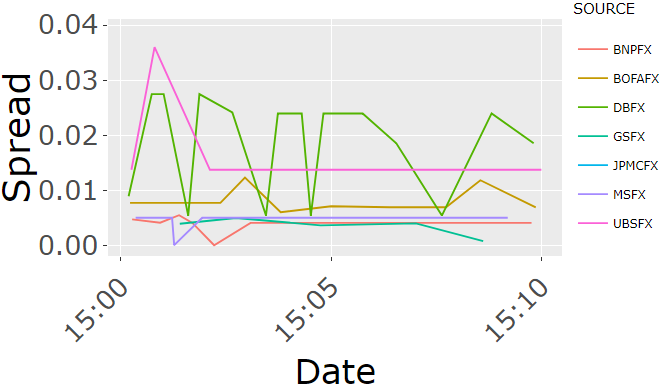 SOURCE
0.04
0.03
0.02
0.01
0.00
Spread
BNPFX
BOFAFX
DBFX
GSFX
JPMCFX
MSFX
UBSFX
15:00
15:05
15:10
Date